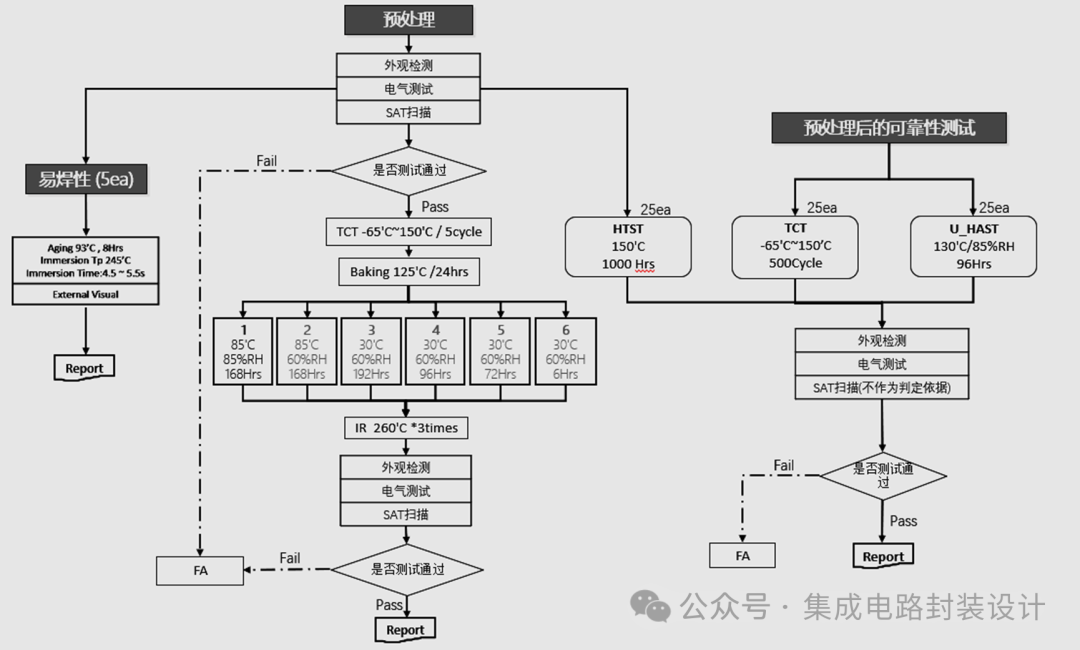 预处理
外观检测
电气测试
SAT扫描
Fail
是否测试通过
Pass
TCT -65'C~150'C / 5cycle
Baking 125'C /24hrs
1
85'C
85%RH
168Hrs
2
85'C
60%RH
168Hrs
3
30'C
60%RH
192Hrs
4
30'C
60%RH
96Hrs
5
30'C
60%RH
72Hrs
6
30'C
60%RH
6Hrs
IR 260'C *3times
外观检测
电气测试
SAT扫描
Fail
是否测试通过
FA
Pass
Report
易焊性 (5ea)
Aging 93'C , 8Hrs
Immersion Tp 245'C
Immersion Time:4.5 ~ 5.5s
External Visual
Report
预处理后的可靠性测试
25ea
HTST
150'C
1000 Hrs
25ea
TCT
-65'C~150'C
500Cycle
25ea
U_HAST
130'C/85%RH
96Hrs
外观检测
电气测试
SAT扫描(不作为判定依据)
Fail
是否测试通
过
Pass
FA
Report
公众号 · 集成电路封装设计